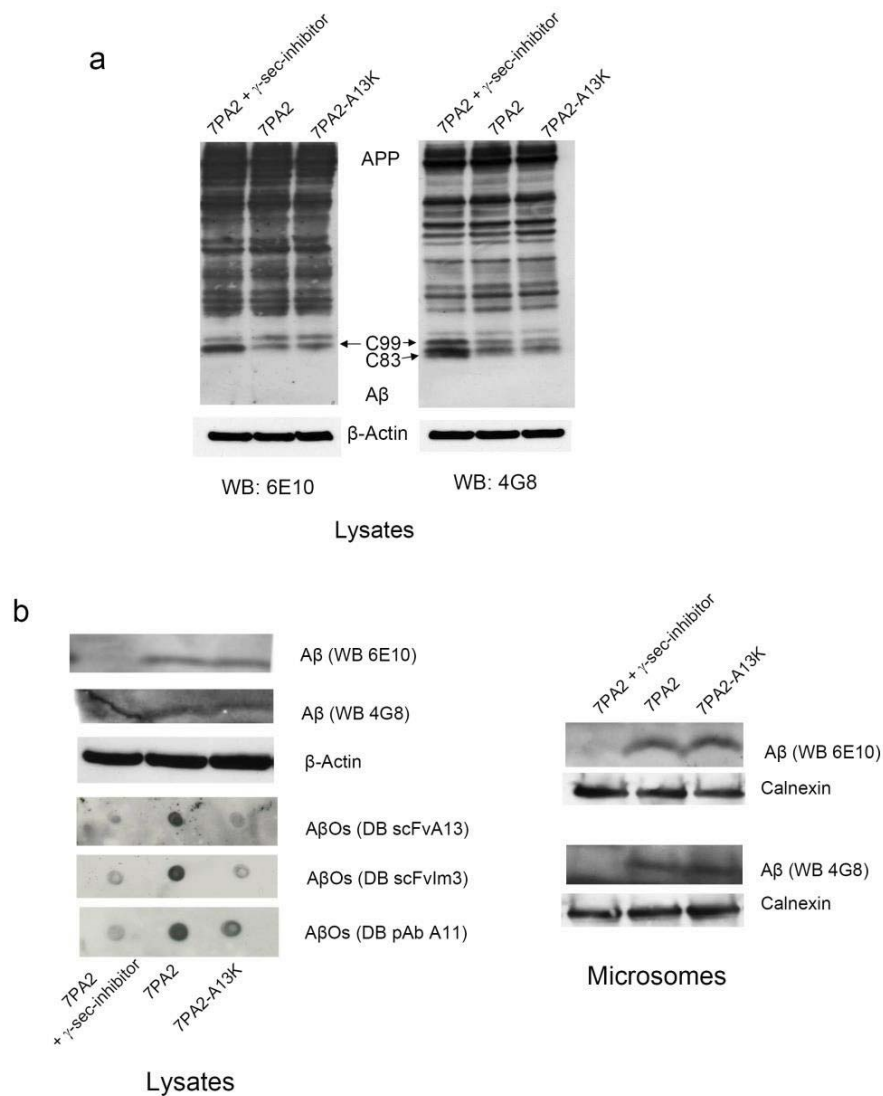 a
7PA2 + γ-sec-inhibitor
7PA2
7PA2-A13K
7PA2 + γ-sec-inhibitor
7PA2
7PA2-A13K
APP
C99
C83
Aβ
β-Actin
WB: 6E10
WB: 4G8
Lysates
b
Aβ (WB 6E10)
Aβ (WB 4G8)
β-Actin
AβOs (DB scFvA13)
AβOs (DB scFvIm3)
AβOs (DB pAb A11)
7PA2
+ γ-sec-inhibitor
7PA2
7PA2-A13K
Lysates
7PA2 + γ-sec-inhibitor
7PA2
7PA2-A13K
Aβ (WB 6E10)
Calnexin
Aβ (WB 4G8)
Calnexin
Microsomes